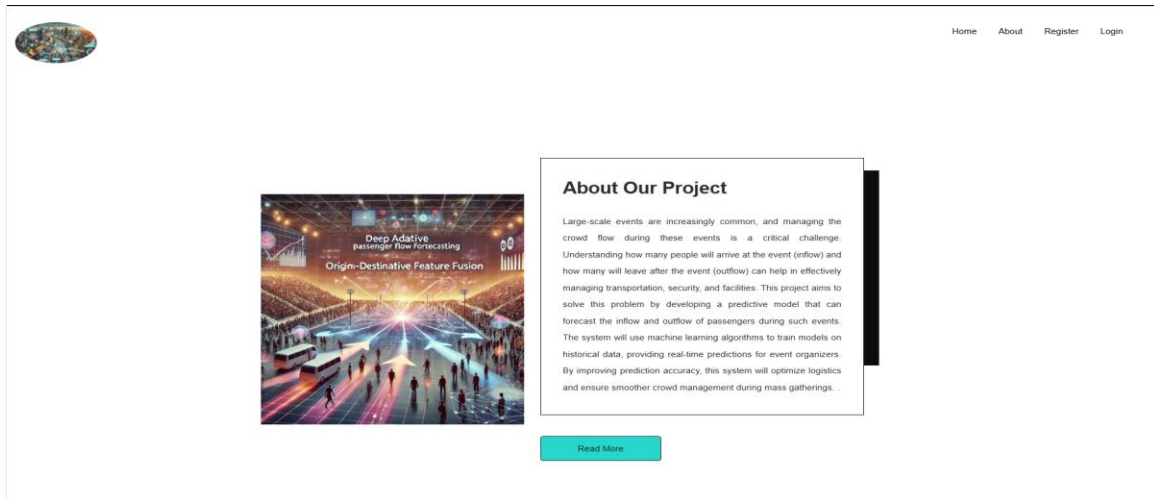 Home About Register Login
About Our Project
Large-scale events are increasingly common, and managing the
crowd flow during these events is a critical challenge.
Understanding how many people will arrive at the event (inflow) and
how many will leave after the event (outflow) can help in effectively
managing transportation, security, and facilities. This project aims to
solve this problem by developing a predictive model that can
forecast the inflow and outflow of passengers during such events.
The system will use machine learning algorithms to train models on
historical data, providing real-time predictions for event organizers.
By improving prediction accuracy, this system will optimize logistics
and ensure smoother crowd management during mass gatherings. .
Deep Adative
passenger flow fortecasting
Origin-Destinative Feature Fusion
Read More